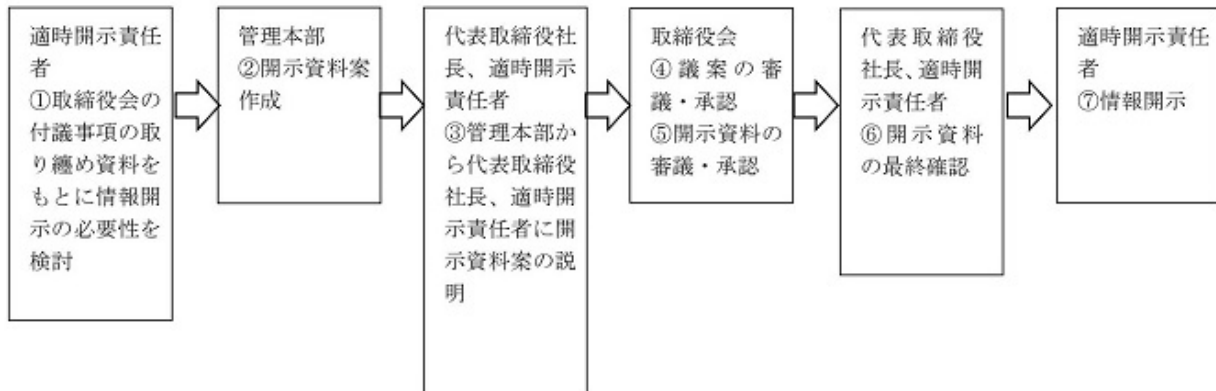 適時開示責任
者
①取締役会の
付議事項の取
り纏め資料を
もとに情報開
示の必要性を
検討
管理本部
②開示資料案
作成
代表取締役社
長、適時開示
責任者
③管理本部か
ら代表取締役
社長、適時開
示責任者に開
示資料案の説
明
取締役会
④議案の審
議・承認
⑤開示資料の
審議・承認
代表取締役
社長、適時開
示責任者
⑥開示資料
の最終確認
適時開示責任
者
⑦情報開示